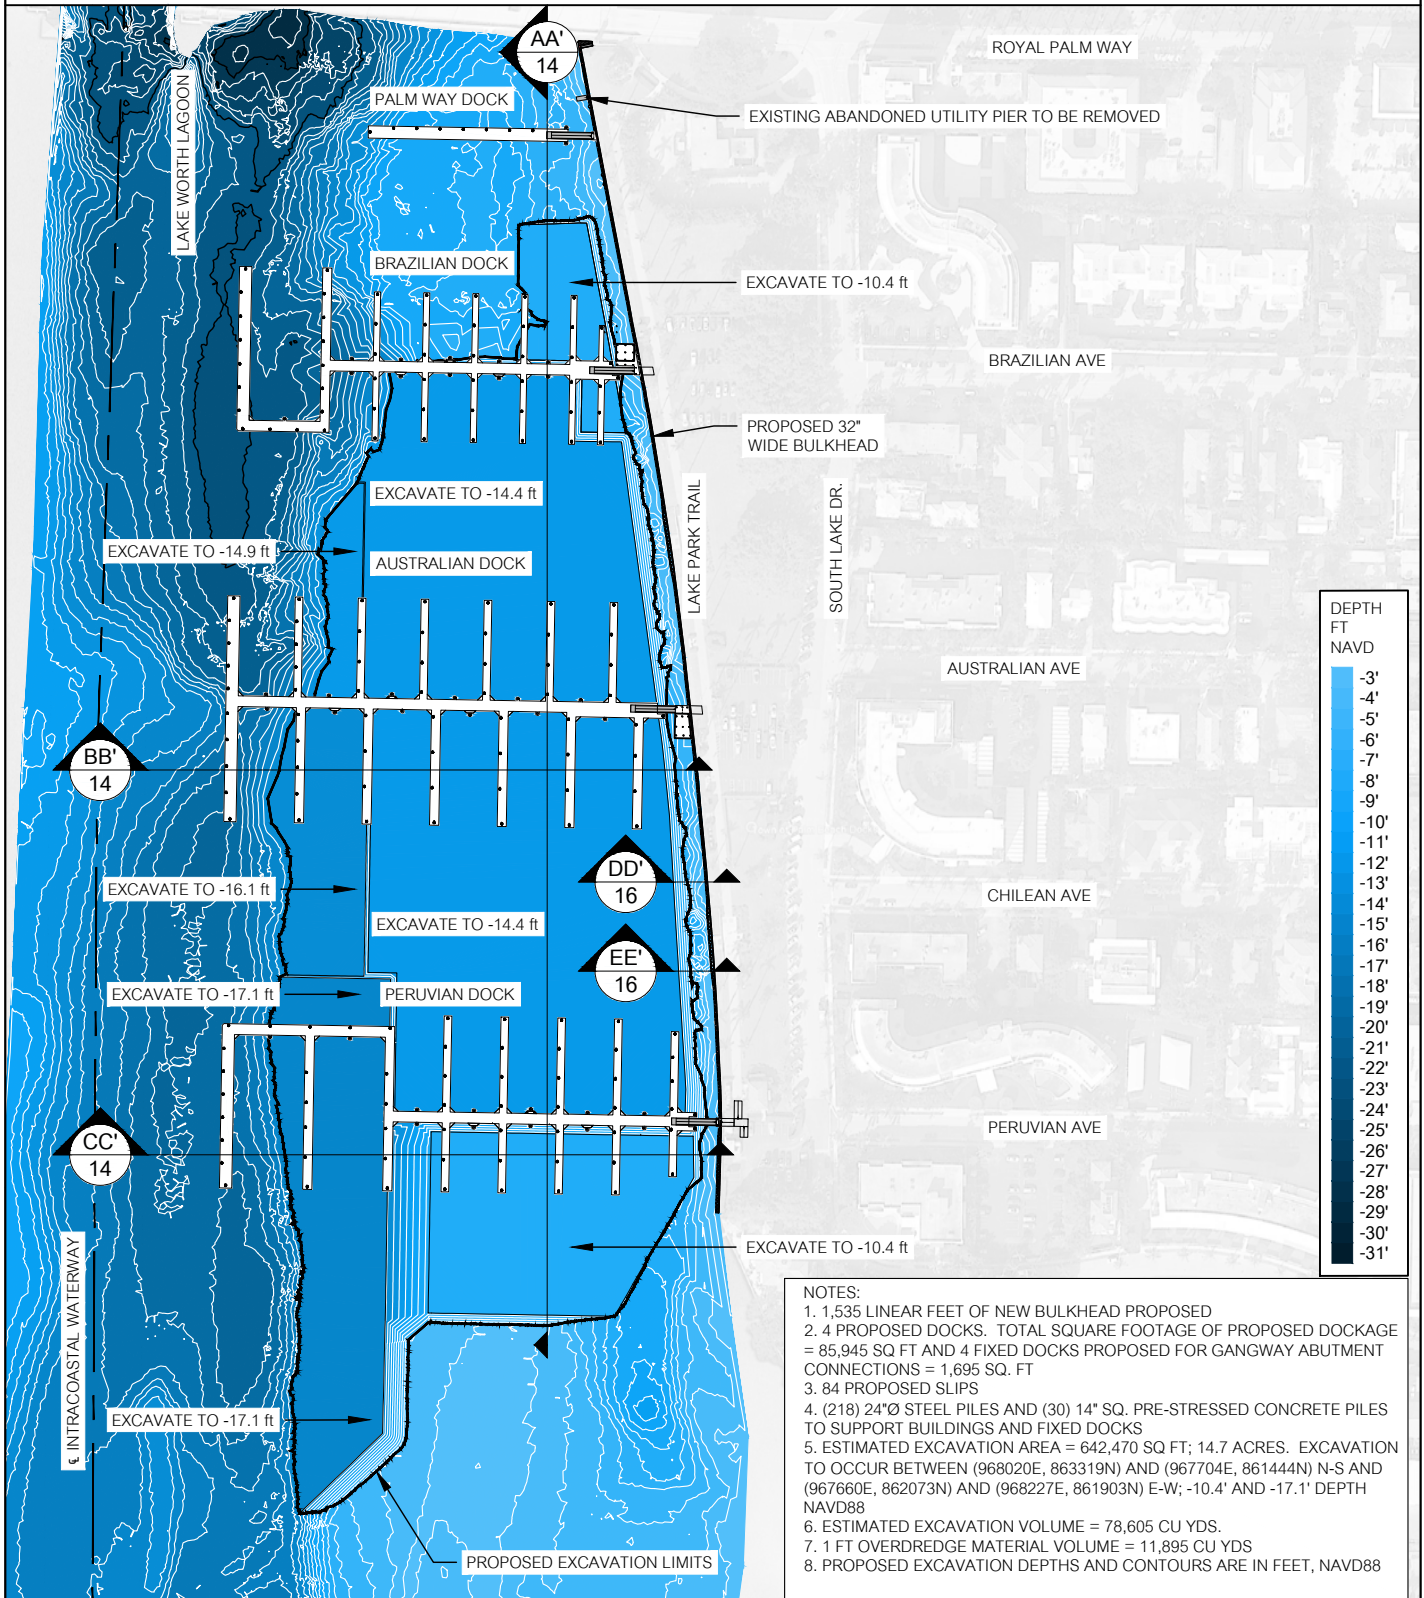 AA'
14
ROYAL PALM WAY
LAKE WORTH LAGOON
PALM WAY DOCK
EXISTING ABANDONED UTILITY PIER TO BE REMOVED
BRAZILIAN DOCK
EXCAVATE TO -10.4 ft
BRAZILIAN AVE
PROPOSED 32"
WIDE BULKHEAD
EXCAVATE TO -14.4 ft
LAKE PARK TRAIL
SOUTH LAKE DR.
EXCAVATE TO -14.9 ft
AUSTRALIAN DOCK
DEPTH
FT
NAVD
-3'
-4'
-5'
-6'
-7'
-8'
-9'
-10'
-11'
-12'
-13'
-14'
-15'
-16'
-17'
-18'
-19'
-20'
-21'
-22'
-23'
-24'
-25'
-26'
-27'
-28'
-29'
-30'
-31'
AUSTRALIAN AVE
BB'
14
DD'
16
EXCAVATE TO -16.1 ft
CHILEAN AVE
EXCAVATE TO -14.4 ft
EE'
16
EXCAVATE TO -17.1 ft
PERUVIAN DOCK
PERUVIAN AVE
CC'
14
EXCAVATE TO -10.4 ft
℄ INTRACOASTAL WATERWAY
EXCAVATE TO -17.1 ft
PROPOSED EXCAVATION LIMITS
NOTES:
1. 1,535 LINEAR FEET OF NEW BULKHEAD PROPOSED
2. 4 PROPOSED DOCKS. TOTAL SQUARE FOOTAGE OF PROPOSED DOCKAGE
= 85,945 SQ FT AND 4 FIXED DOCKS PROPOSED FOR GANGWAY ABUTMENT
CONNECTIONS = 1,695 SQ. FT
3. 84 PROPOSED SLIPS
4. (218) 24"Ø STEEL PILES AND (30) 14" SQ. PRE-STRESSED CONCRETE PILES
TO SUPPORT BUILDINGS AND FIXED DOCKS
5. ESTIMATED EXCAVATION AREA = 642,470 SQ FT; 14.7 ACRES. EXCAVATION
TO OCCUR BETWEEN (968020E, 863319N) AND (967704E, 861444N) N-S AND
(967660E, 862073N) AND (968227E, 861903N) E-W; -10.4' AND -17.1' DEPTH
NAVD88
6. ESTIMATED EXCAVATION VOLUME = 78,605 CU YDS.
7. 1 FT OVERDREDGE MATERIAL VOLUME = 11,895 CU YDS
8. PROPOSED EXCAVATION DEPTHS AND CONTOURS ARE IN FEET, NAVD88